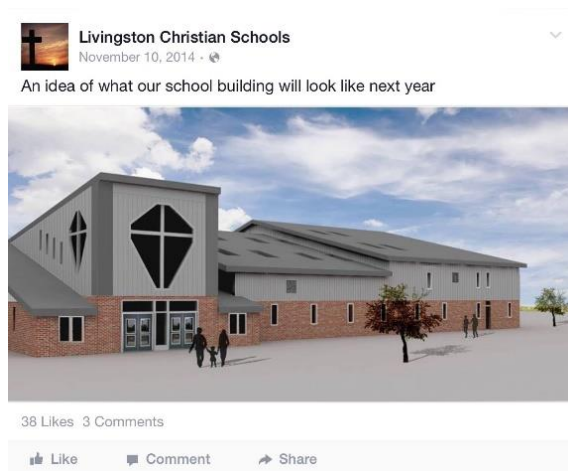 Livingston Christian Schools
November 10, 2014 ·
An idea of what our school building will look like next year
38 Likes 3 Comments
Like Comment Share